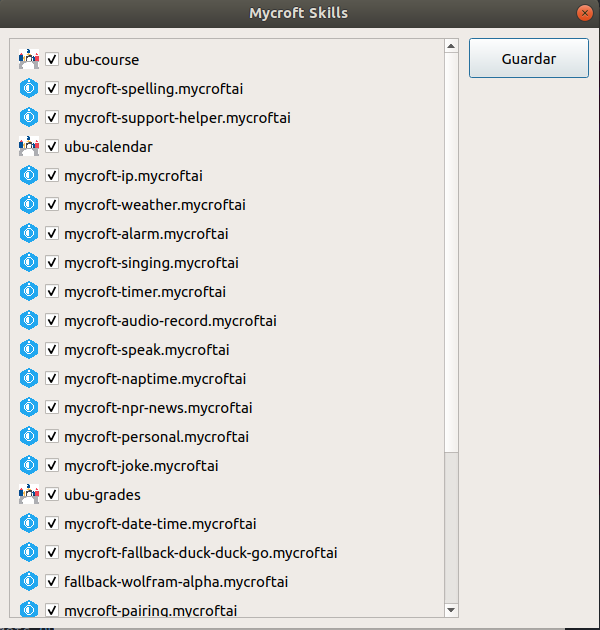 Mycroft Skills
ubu-course
Guardar
mycroft-spelling.mycroftai
mycroft-support-helper.mycroftai
ubu-calendar
mycroft-ip.mycroftai
mycroft-weather.mycroftai
mycroft-alarm.mycroftai
mycroft-singing.mycroftai
mycroft-timer.mycroftai
mycroft-audio-record.mycroftai
mycroft-speak.mycroftai
mycroft-naptime.mycroftai
mycroft-npr-news.mycroftai
mycroft-personal.mycroftai
mycroft-joke.mycroftai
ubu-grades
mycroft-date-time.mycroftai
mycroft-fallback-duck-duck-go.mycroftai
fallback-wolfram-alpha.mycroftai
mycroft-pairing.mycroftai